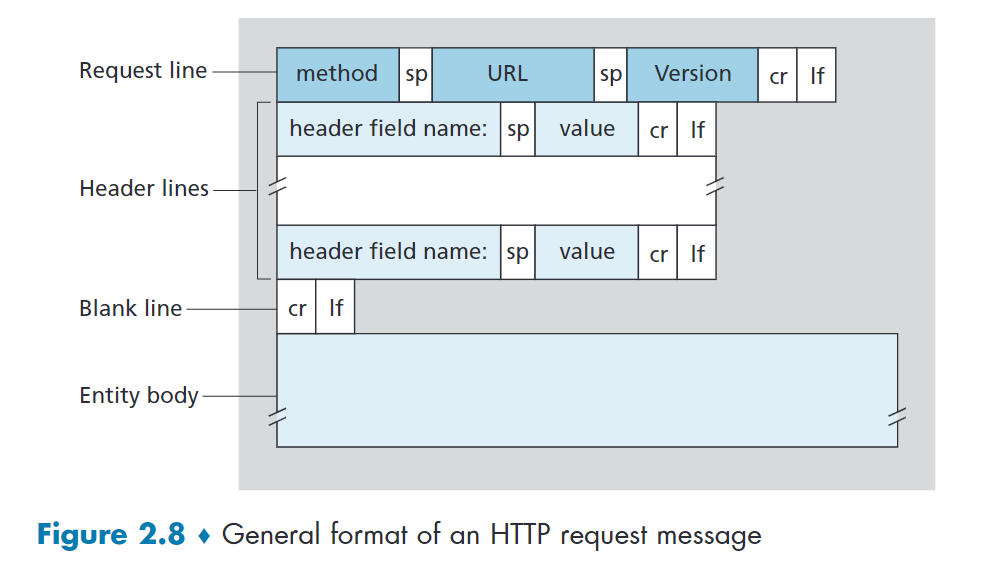 Request line
method sp URL sp Version cr lf
header field name: sp value cr lf
Header lines
header field name: sp value cr lf
Blank line
cr lf
Entity body
Figure 2.8 ♦ General format of an HTTP request message